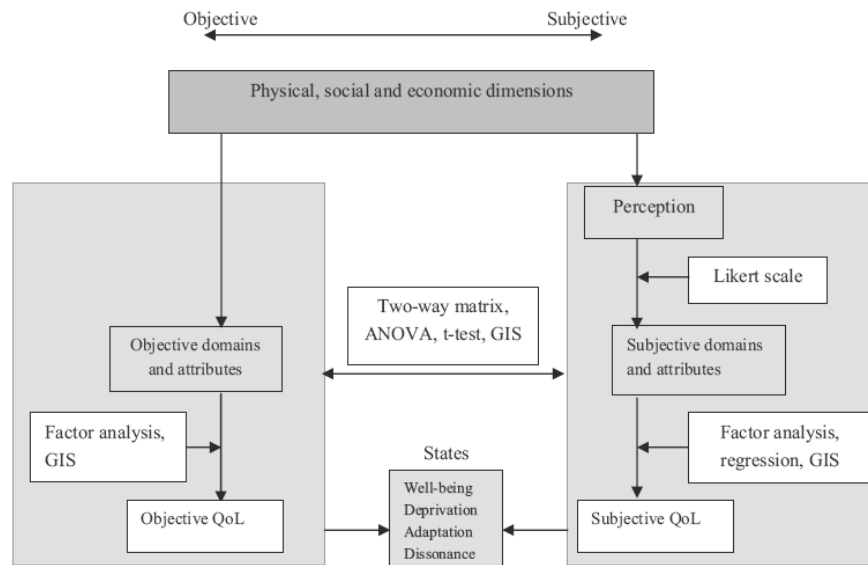 Objective
Subjective
Physical, social and economic dimensions
Perception
Likert scale
Two-way matrix,
ANOVA, t-test, GIS
Objective domains
and attributes
Subjective domains
and attributes
Factor analysis,
GIS
Factor analysis,
regression, GIS
States
Well-being
Deprivation
Adaptation
Dissonance
Objective QoL
Subjective QoL